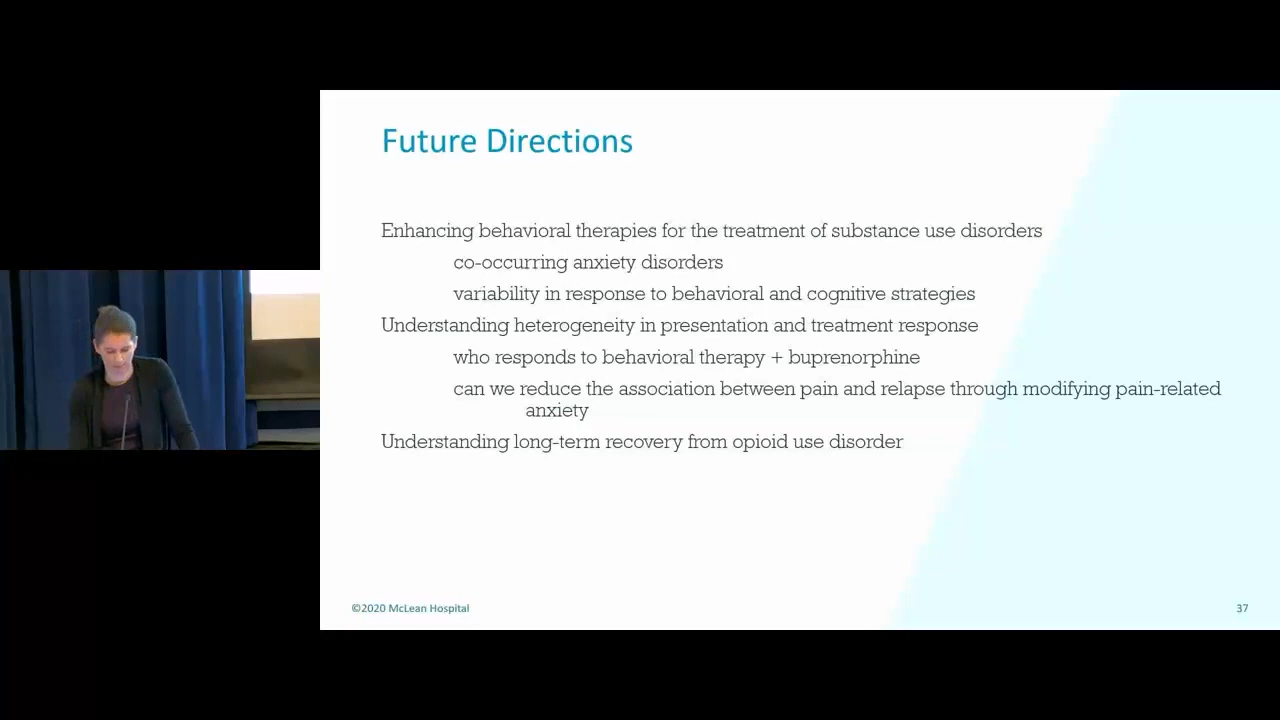 Future Directions
Enhancing behavioral therapies for the treatment of substance use disorders
co-occurring anxiety disorders
variability in response to behavioral and cognitive strategies
Understanding heterogeneity in presentation and treatment response
who responds to behavioral therapy + buprenorphine
can we reduce the association between pain and relapse through modifying pain-related
anxiety
Understanding long-term recovery from opioid use disorder
©2020 McLean Hospital
37